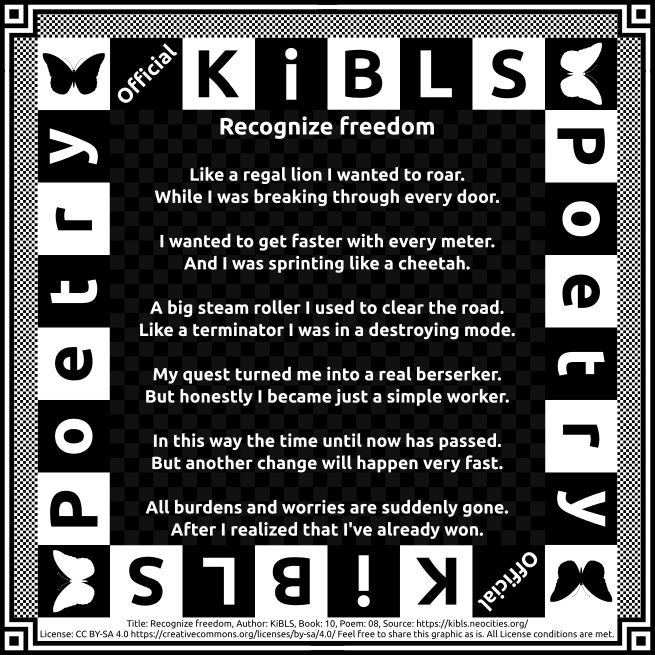 Official
KiBLS
Poetry
Poetry
Recognize freedom
Like a regal lion I wanted to roar.
While I was breaking through every door.
I wanted to get faster with every meter.
And I was sprinting like a cheetah.
A big steam roller I used to clear the road.
Like a terminator I was in a destroying mode.
My quest turned me into a real berserker.
But honestly I became just a simple worker.
In this way the time until now has passed.
But another change will happen very fast.
All burdens and worries are suddenly gone.
After I realized that I've already won.
Official
KiBLS
Title: Recognize freedom, Author: KiBLS, Book: 10, Poem: 08, Source: https://kibls.neocities.org/
License: CC BY-SA 4.0 https://creativecommons.org/licenses/by-sa/4.0/ Feel free to share this graphic as is. All License conditions are met.